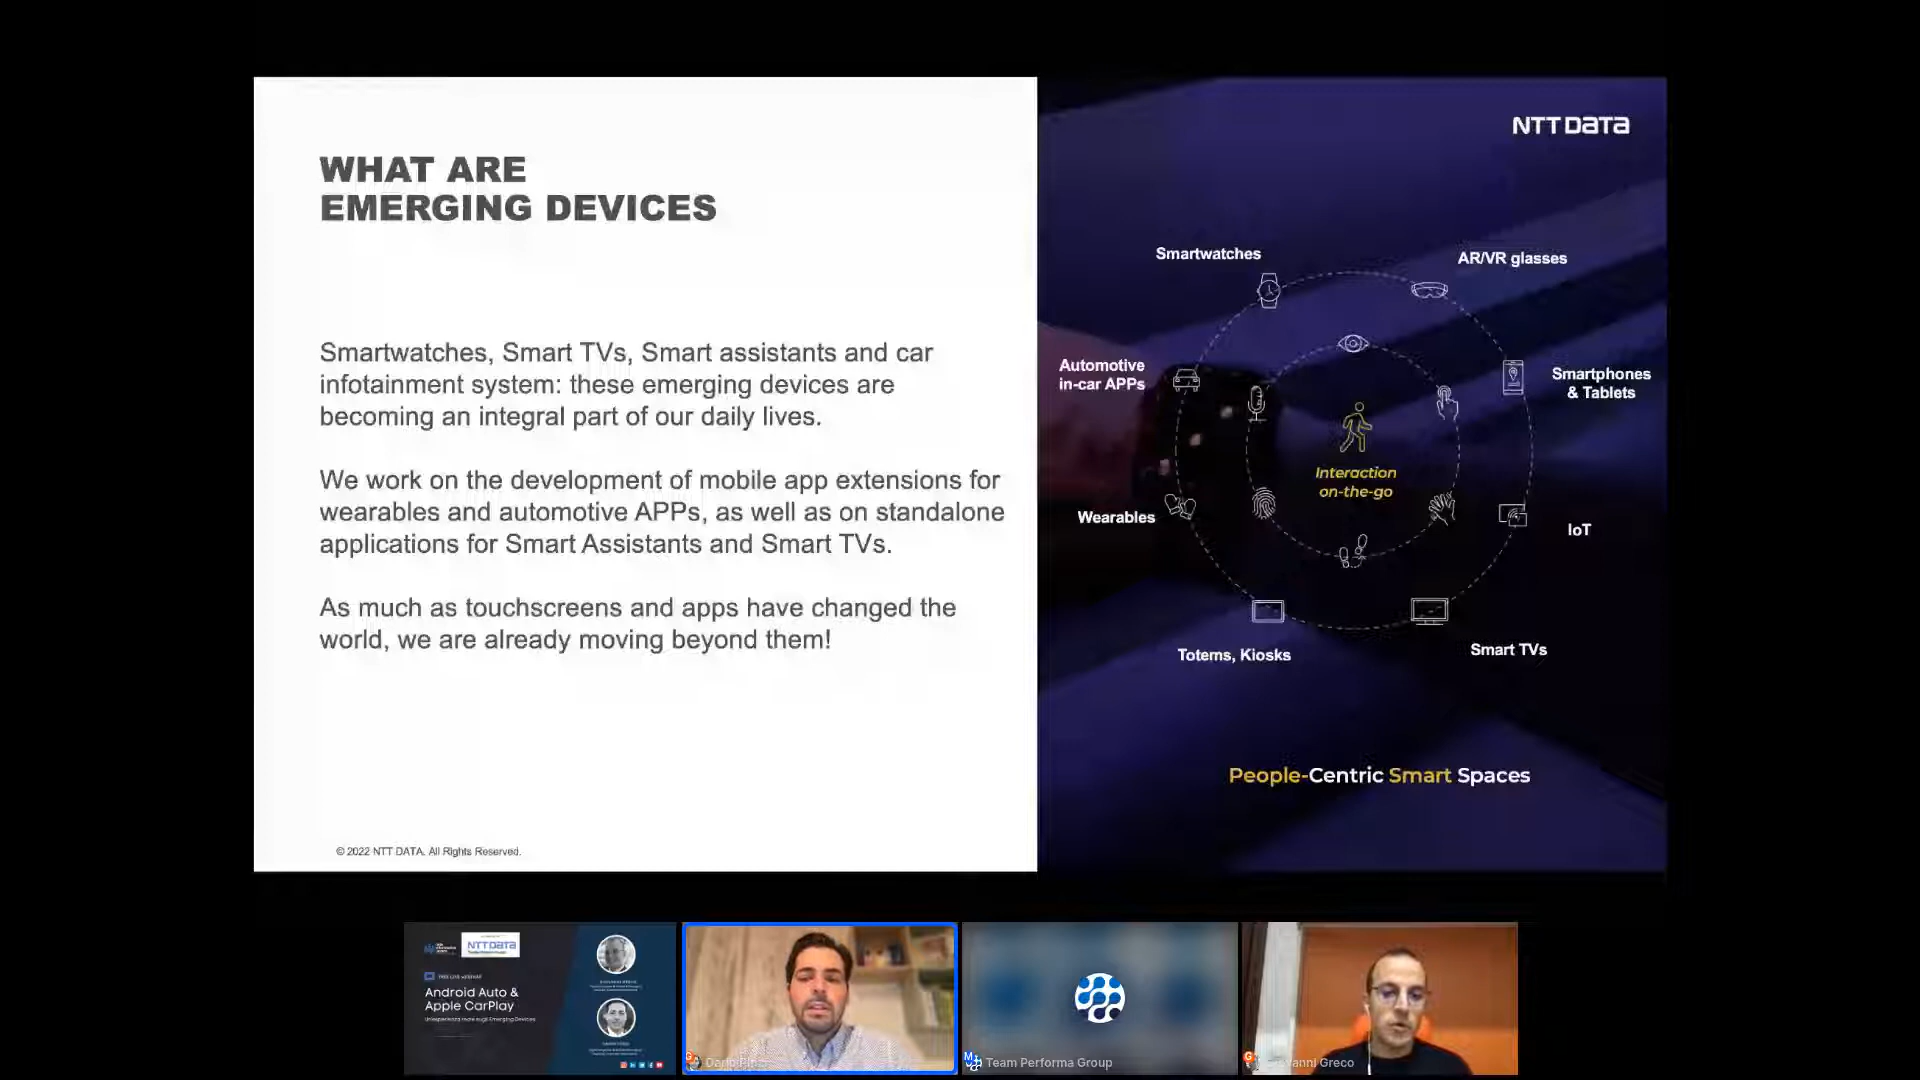 WHAT ARE
EMERGING DEVICES
Smartwatches, Smart TVs, Smart assistants and car
infotainment system: these emerging devices are
becoming an integral part of our daily lives.
We work on the development of mobile app extensions for
wearables and automotive APPs, as well as on standalone
applications for Smart Assistants and Smart TVs.
As much as touchscreens and apps have changed the
world, we are already moving beyond them!
© 2022 NTT DATA. All Rights Reserved.
NTT DATA
Smartwatches
AR/VR glasses
Automotive
in-car APPs
Smartphones
& Tablets
Interaction
on-the-go
Wearables
IoT
Totems, Kiosks
Smart TVs
People-Centric Smart Spaces
NTT DATA
Android Auto &
Apple CarPlay
Team Performa Group
Greco